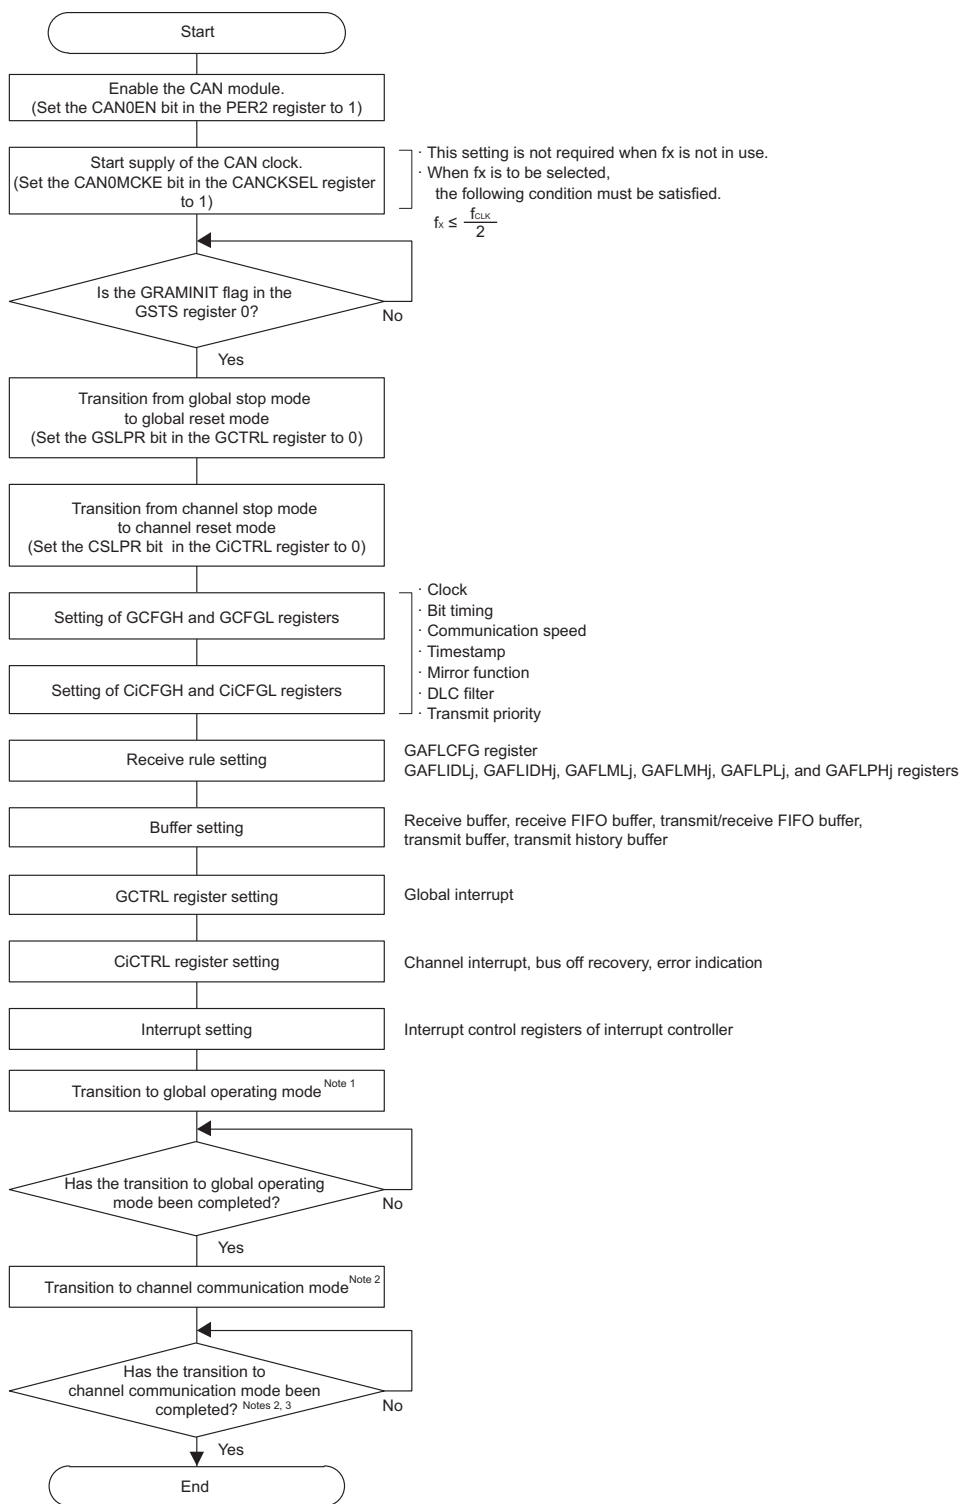 Start
Enable the CAN module.
(Set the CAN0EN bit in the PER2 register to 1)
Start supply of the CAN clock.
(Set the CAN0MCKE bit in the CANCKSEL register
to 1)
· This setting is not required when fx is not in use.
· When fx is to be selected,
the following condition must be satisfied.
fx ≤ fCLK
2
Is the GRAMINIT flag in the
GSTS register 0?
No
Yes
Transition from global stop mode
to global reset mode
(Set the GSLPR bit in the GCTRL register to 0)
Transition from channel stop mode
to channel reset mode
(Set the CSLPR bit in the CiCTRL register to 0)
Setting of GCFGH and GCFGL registers
Setting of CiCFGH and CiCFGL registers
· Clock
· Bit timing
· Communication speed
· Timestamp
· Mirror function
· DLC filter
· Transmit priority
Receive rule setting
GAFLCFG register
GAFLIDLj, GAFLIDHj, GAFLMLj, GAFLMHj, GAFLPLj, and GAFLPHj registers
Buffer setting
Receive buffer, receive FIFO buffer, transmit/receive FIFO buffer,
transmit buffer, transmit history buffer
GCTRL register setting
Global interrupt
CiCTRL register setting
Channel interrupt, bus off recovery, error indication
Interrupt setting
Interrupt control registers of interrupt controller
Transition to global operating mode Note 1
Has the transition to global operating
mode been completed?
No
Yes
Transition to channel communication mode Note 2
Has the transition to
channel communication mode been
completed? Notes 2, 3
No
Yes
End